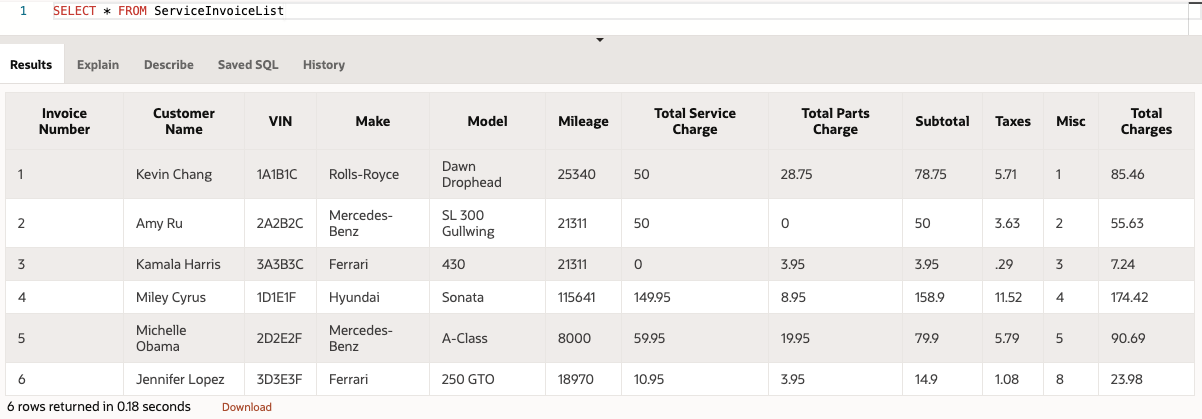 1 SELECT * FROM ServiceInvoiceList
Results Explain Describe Saved SQL History
Invoice Number Customer Name VIN Make Model Mileage Total Service Charge Total Parts Charge Subtotal Taxes Misc Total Charges
1 Kevin Chang 1A1B1C Rolls-Royce Dawn Drophead 25340 50 28.75 78.75 5.71 1 85.46
2 Amy Ru 2A2B2C Mercedes-Benz SL 300 Gullwing 21311 50 0 50 3.63 2 55.63
3 Kamala Harris 3A3B3C Ferrari 430 21311 0 3.95 3.95 .29 3 7.24
4 Miley Cyrus 1D1E1F Hyundai Sonata 115641 149.95 8.95 158.9 11.52 4 174.42
5 Michelle Obama 2D2E2F Mercedes-Benz A-Class 8000 59.95 19.95 79.9 5.79 5 90.69
6 Jennifer Lopez 3D3E3F Ferrari 250 GTO 18970 10.95 3.95 14.9 1.08 8 23.98
6 rows returned in 0.18 seconds Download